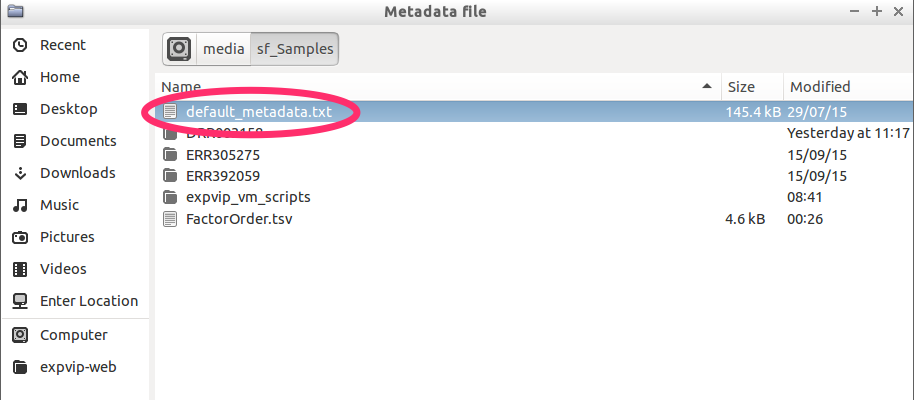 Metadata file
Recent
Home
Desktop
Documents
Downloads
Music
Pictures
Videos
Enter Location
Computer
expvip-web
media sf_Samples
Name Size Modified
default_metadata.txt 145.4 kB 29/07/15
Yesterday at 11:17
ERR305275 15/09/15
ERR392059 15/09/15
expvip_vm_scripts 08:41
FactorOrder.tsv 4.6 kB 00:26